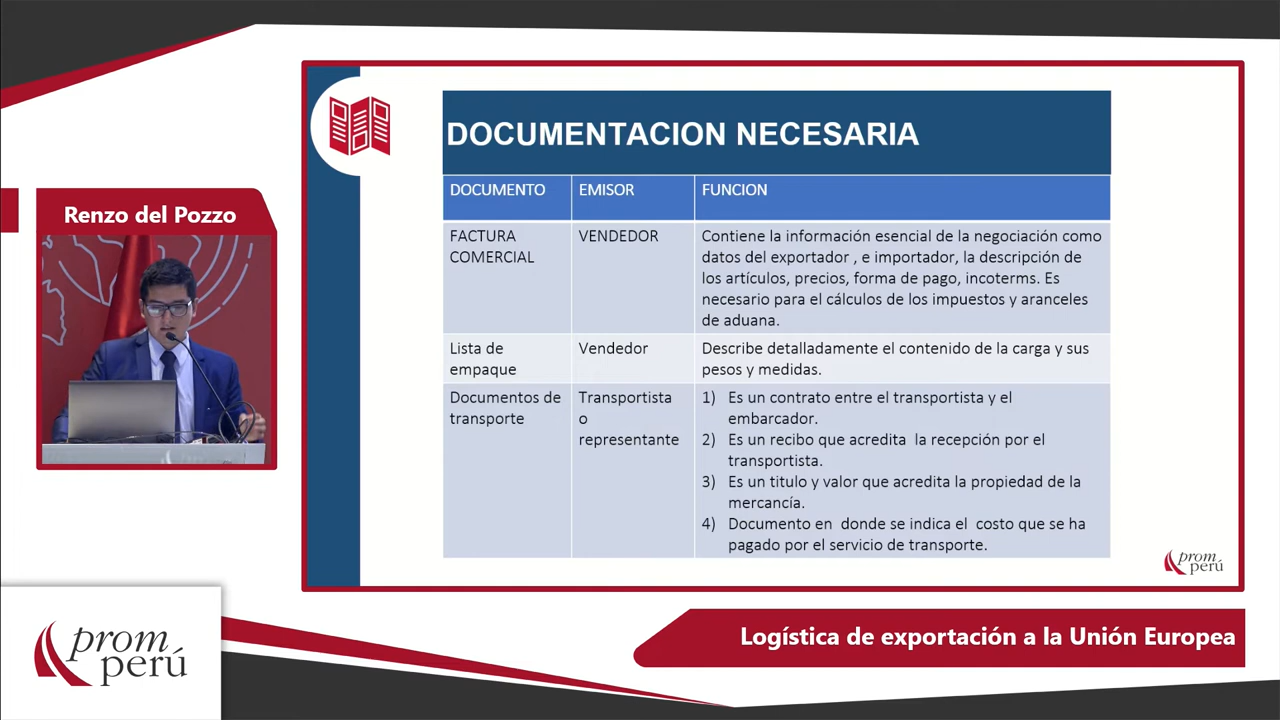 Renzo del Pozzo
DOCUMENTACION NECESARIA
DOCUMENTO EMISOR FUNCION
FACTURA
COMERCIAL
VENDEDOR
Contiene la información esencial de la negociación como
datos del exportador , e importador, la descripción de
los artículos, precios, forma de pago, incoterms. Es
necesario para el cálculos de los impuestos y aranceles
de aduana.
Lista de
empaque
Vendedor
Describe detalladamente el contenido de la carga y sus
pesos y medidas.
Documentos de
transporte
Transportista
o
representante
1) Es un contrato entre el transportista y el
embarcador.
2) Es un recibo que acredita la recepción por el
transportista.
3) Es un titulo y valor que acredita la propiedad de la
mercancía.
4) Documento en donde se indica el costo que se ha
pagado por el servicio de transporte.
prom
perú
Logística de exportación a la Unión Europea
prom
perú